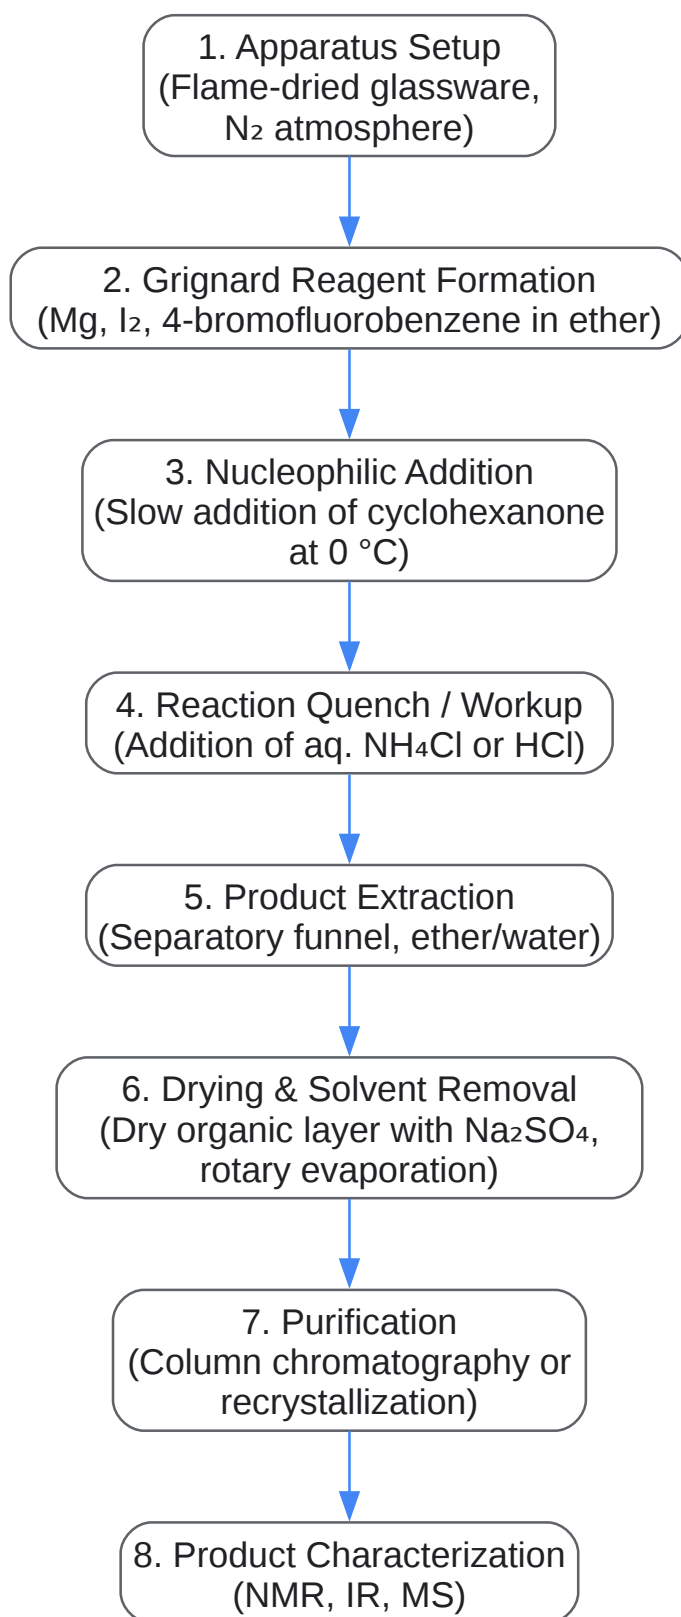 1. Apparatus Setup
(Flame-dried glassware,
N₂ atmosphere)
2. Grignard Reagent Formation
(Mg, I₂, 4-bromofluorobenzene in ether)
3. Nucleophilic Addition
(Slow addition of cyclohexanone
at 0 °C)
4. Reaction Quench / Workup
(Addition of aq. NH₄Cl or HCl)
5. Product Extraction
(Separatory funnel, ether/water)
6. Drying & Solvent Removal
(Dry organic layer with Na₂SO₄,
rotary evaporation)
7. Purification
(Column chromatography or
recrystallization)
8. Product Characterization
(NMR, IR, MS)